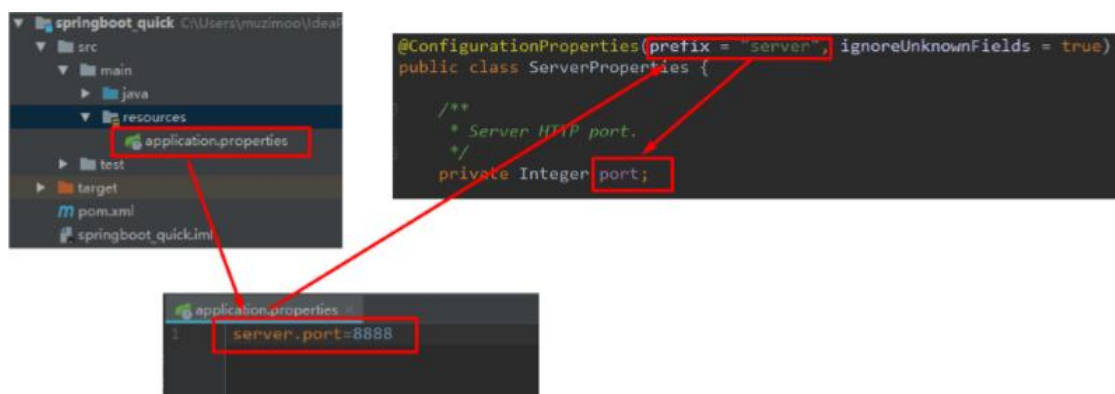 springboot_quick C:\Users\muzimoo\Idea
src
main
java
resources
application.properties
test
target
pom.xml
springboot_quick.iml
@ConfigurationProperties(prefix = "server", ignoreUnknownFields = true)
public class ServerProperties {
/**
* Server HTTP port.
*/
private Integer port;
application.properties
1 server.port=8888